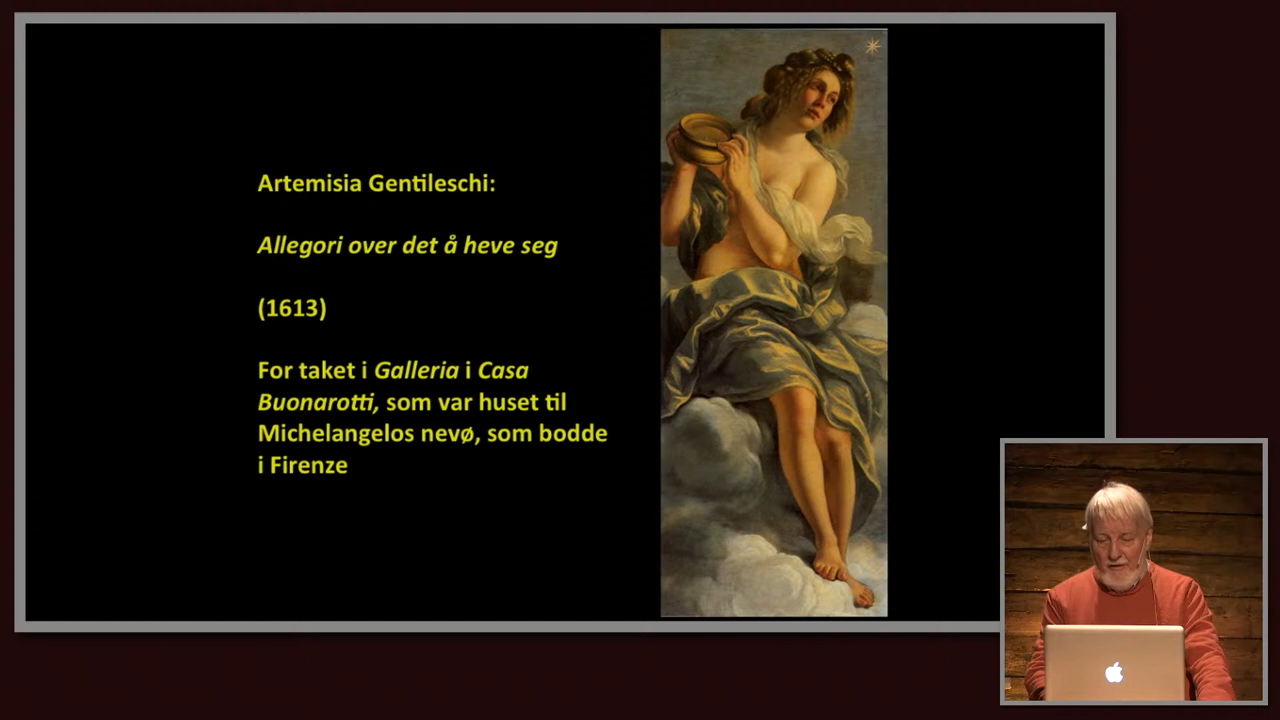 Artemisia Gentileschi:
Allegori over det å heve seg
(1613)
For taket i Galleria i Casa
Buonarotti, som var huset til
Michelangelos nevø, som bodde
i Firenze